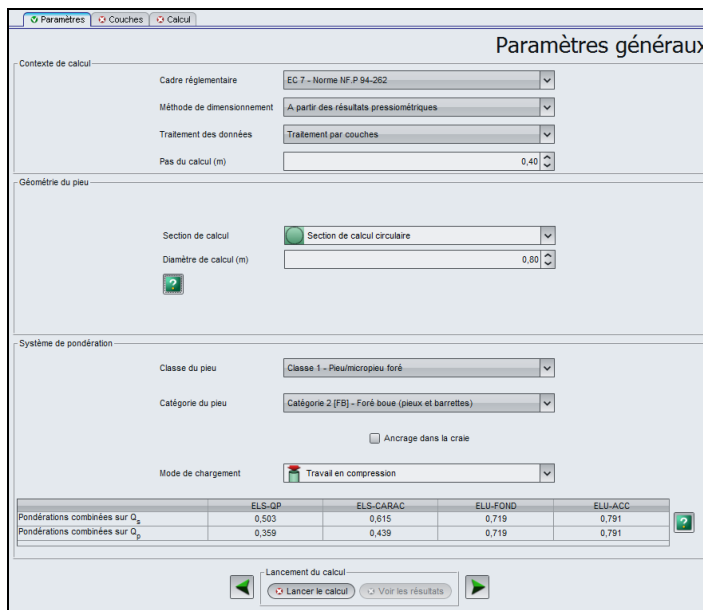 Paramètres Couches Calcul
Paramètres généraux
Contexte de calcul
Cadre réglementaire EC 7 - Norme NF.P 94-262
Méthode de dimensionnement A partir des résultats pressiométriques
Traitement des données Traitement par couches
Pas du calcul (m) 0,40
Géométrie du pieu
Section de calcul Section de calcul circulaire
Diamètre de calcul (m) 0,80
?
Système de pondération
Classe du pieu Classe 1 - Pieu/micropieu foré
Catégorie du pieu Catégorie 2 [FB] - Foré boue (pieux et barrettes)
Ancrage dans la craie
Mode de chargement Travail en compression
ELS-QP ELS-CARAC ELU-FOND ELU-ACC
Pondérations combinées sur Qs 0,503 0,615 0,719 0,791 ?
Pondérations combinées sur Qp 0,359 0,439 0,719 0,791
Lancement du calcul
Lancer le calcul Voir les résultats